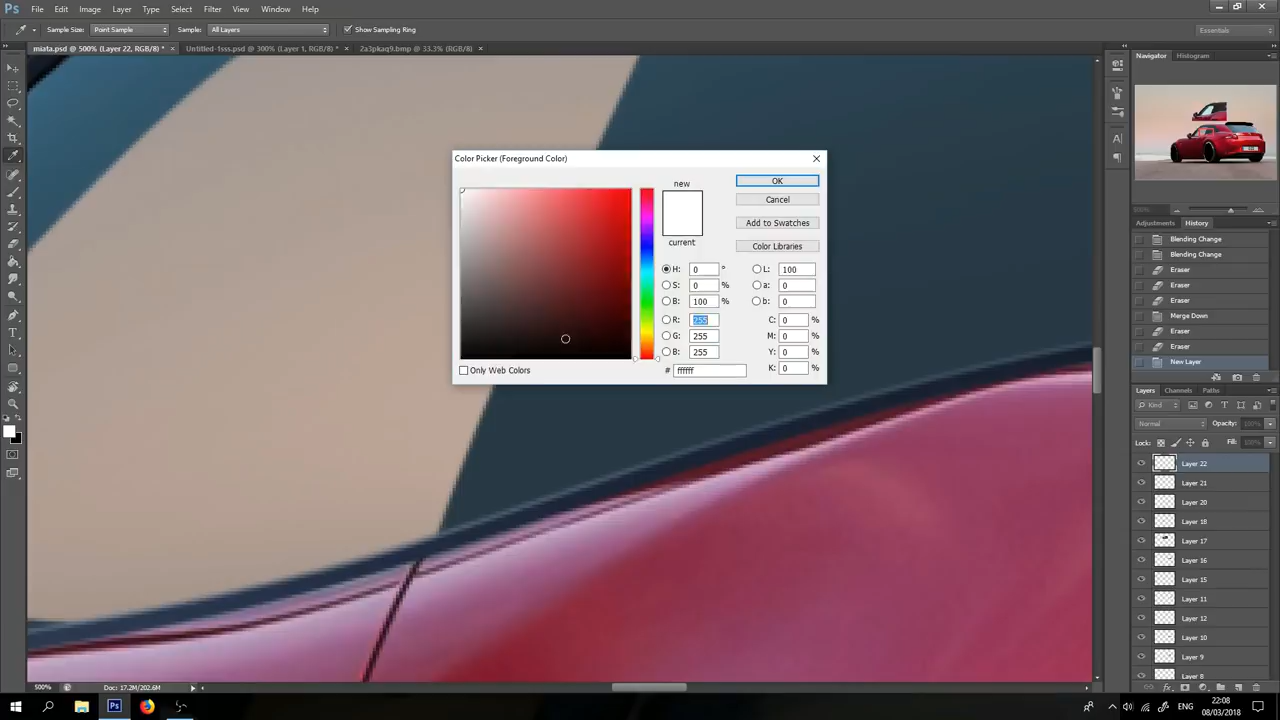 Ps File Edit Image Layer Type Select Filter View Window Help
Sample Size: Point Sample Sample: All Layers Show Sampling Ring Essentials
miata.psd @ 500% (Layer 22, RGB/8) * × Untitled-1sss.psd @ 300% (Layer 1, RGB/8) * × 2a3pkaq9.bmp @ 33.3% (RGB/8) ×
Navigator Histogram
Color Picker (Foreground Color)
new
current
OK
Cancel
Add to Swatches
Color Libraries
H: 0 ° L: 100
S: 0 % a: 0
B: 100 % b: 0
R: 255 C: 0 %
G: 255 M: 0 %
B: 255 Y: 0 %
# ffffff K: 0 %
Only Web Colors
Adjustments History
Blending Change
Blending Change
Eraser
Eraser
Eraser
Merge Down
Eraser
Eraser
New Layer
Layers Channels Paths
Kind
Normal Opacity: 100%
Lock: Fill: 100%
Layer 22
Layer 21
Layer 20
Layer 18
Layer 17
Layer 16
Layer 15
Layer 11
Layer 12
Layer 10
Layer 9
Layer 8
500% Doc: 17.2M/202.6M
ENG 22:08
08/03/2018